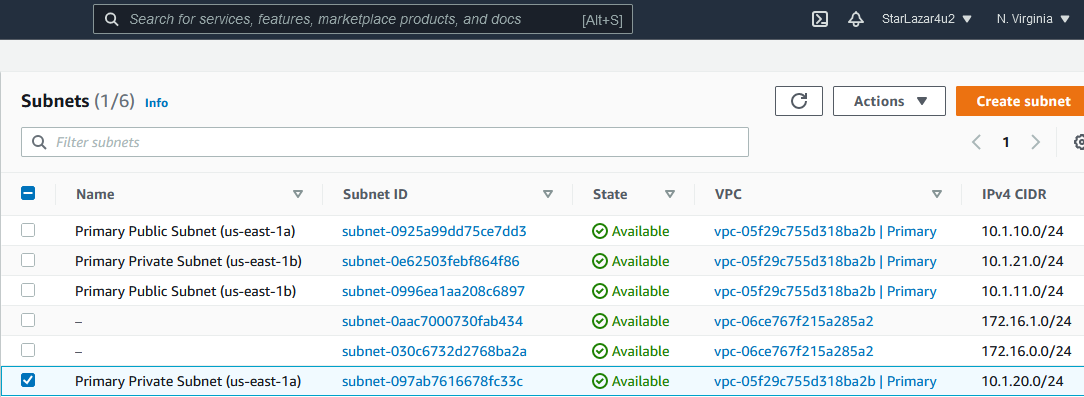 Search for services, features, marketplace products, and docs [Alt+S] StarLazar4u2 N. Virginia
Subnets (1/6) Info Actions Create subnet
Filter subnets 1
Name Subnet ID State VPC IPv4 CIDR
Primary Public Subnet (us-east-1a) subnet-0925a99dd75ce7dd3 Available vpc-05f29c755d318ba2b | Primary 10.1.10.0/24
Primary Private Subnet (us-east-1b) subnet-0e62503febf864f86 Available vpc-05f29c755d318ba2b | Primary 10.1.21.0/24
Primary Public Subnet (us-east-1b) subnet-0996ea1aa208c6897 Available vpc-05f29c755d318ba2b | Primary 10.1.11.0/24
– subnet-0aac7000730fab434 Available vpc-06ce767f215a285a2 172.16.1.0/24
– subnet-030c6732d2768ba2a Available vpc-06ce767f215a285a2 172.16.0.0/24
Primary Private Subnet (us-east-1a) subnet-097ab7616678fc33c Available vpc-05f29c755d318ba2b | Primary 10.1.20.0/24